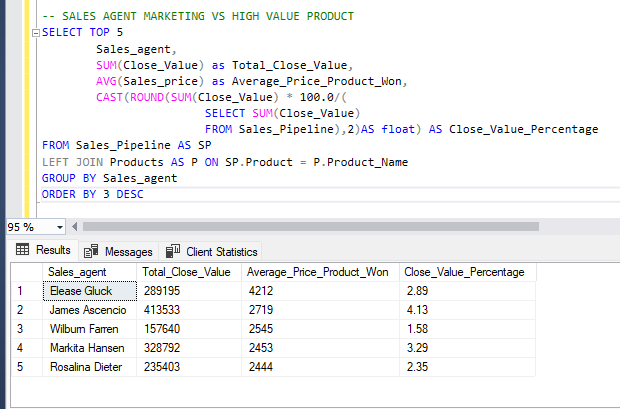 -- SALES AGENT MARKETING VS HIGH VALUE PRODUCT
SELECT TOP 5
Sales_agent,
SUM(Close_Value) as Total_Close_Value,
AVG(Sales_price) as Average_Price_Product_Won,
CAST(ROUND(SUM(Close_Value) * 100.0/(
SELECT SUM(Close_Value)
FROM Sales_Pipeline),2)AS float) AS Close_Value_Percentage
FROM Sales_Pipeline AS SP
LEFT JOIN Products AS P ON SP.Product = P.Product_Name
GROUP BY Sales_agent
ORDER BY 3 DESC
95 %
Results Messages Client Statistics
Sales_agent Total_Close_Value Average_Price_Product_Won Close_Value_Percentage
1 Elease Gluck 289195 4212 2.89
2 James Ascencio 413533 2719 4.13
3 Wilburn Farren 157640 2545 1.58
4 Markita Hansen 328792 2453 3.29
5 Rosalina Dieter 235403 2444 2.35